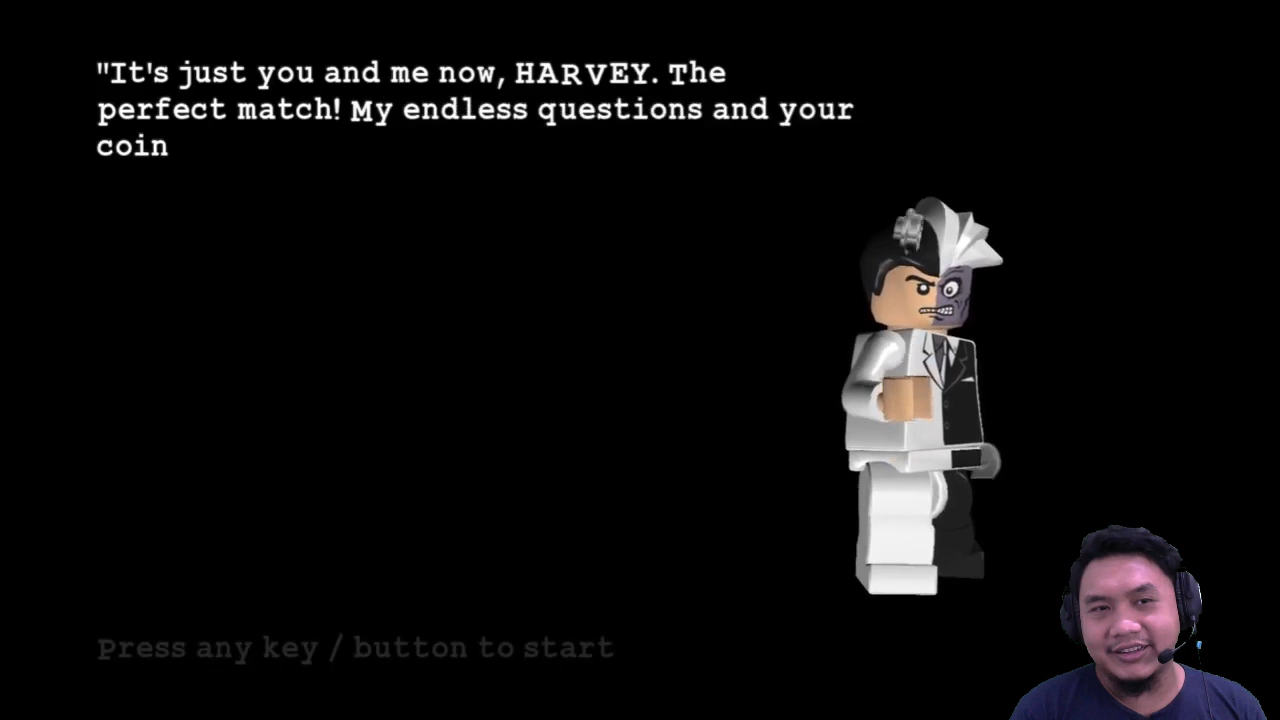 "It's just you and me now, HARVEY. The
perfect match! My endless questions and your
coin
Press any key / button to start